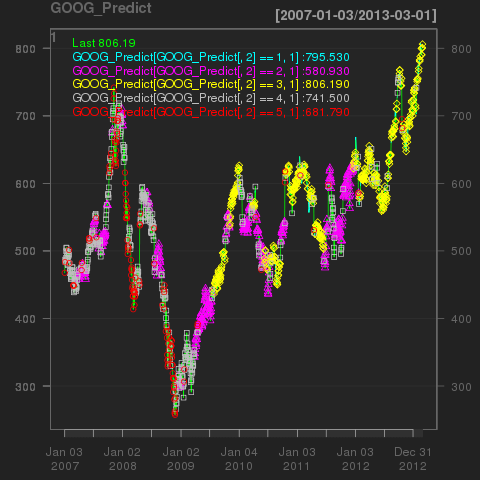 GOOG_Predict
[2007-01-03/2013-03-01]
1
Last 806.19
GOOG_Predict[GOOG_Predict[, 2] == 1, 1] :795.530
GOOG_Predict[GOOG_Predict[, 2] == 2, 1] :580.930
GOOG_Predict[GOOG_Predict[, 2] == 3, 1] :806.190
GOOG_Predict[GOOG_Predict[, 2] == 4, 1] :741.500
GOOG_Predict[GOOG_Predict[, 2] == 5, 1] :681.790
800 800
700 700
600 600
500 500
400 400
300 300
Jan 03 Jan 02 Jan 02 Jan 04 Jan 03 Jan 03 Dec 31
2007 2008 2009 2010 2011 2012 2012